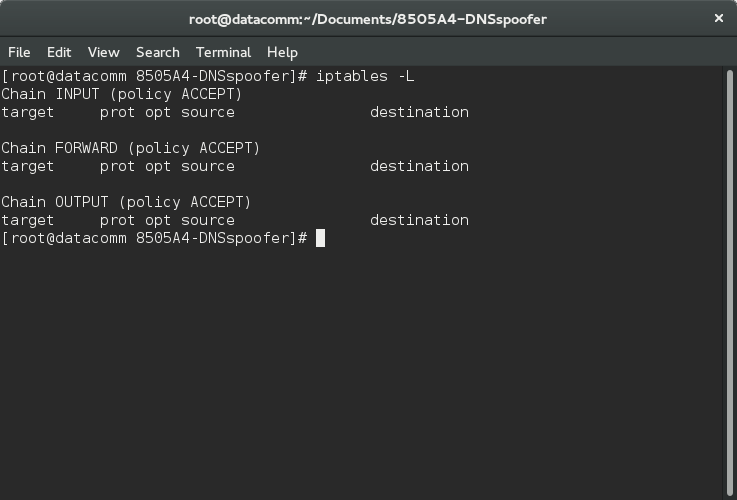 root@datacomm:~/Documents/8505A4-DNSspoofer ×
File Edit View Search Terminal Help
[root@datacomm 8505A4-DNSspoofer]# iptables -L
Chain INPUT (policy ACCEPT)
target     prot opt source               destination
Chain FORWARD (policy ACCEPT)
target     prot opt source               destination
Chain OUTPUT (policy ACCEPT)
target     prot opt source               destination
[root@datacomm 8505A4-DNSspoofer]#